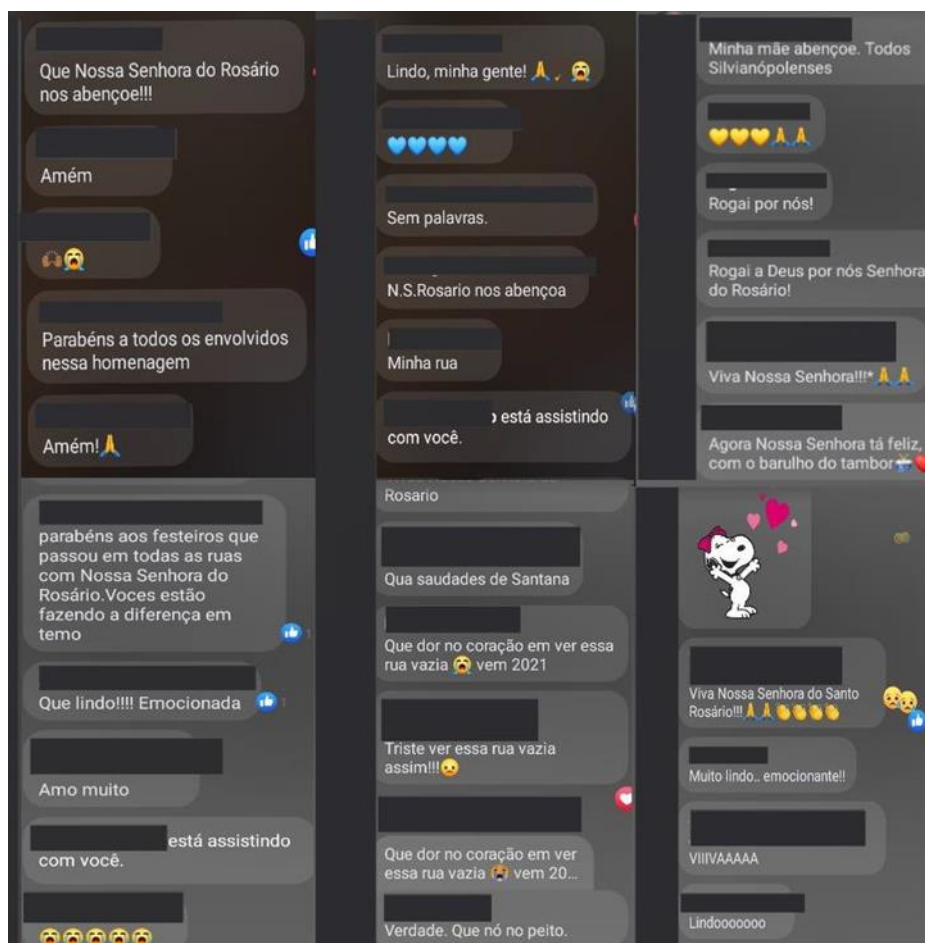 Que Nossa Senhora do Rosário
nos abençoe!!!
Amém
🙌🏾😭
Parabéns a todos os envolvidos
nessa homenagem
Amém!🙏
parabéns aos festeiros que
passou em todas as ruas
com Nossa Senhora do
Rosário.Voces estão
fazendo a diferença em
temo
1
Que lindo!!!! Emocionada
1
Amo muito
está assistindo
com você.
😭😭😭😭😭
Lindo, minha gente! 🙏 , 😭
💙💙💙💙
Sem palavras.
N.S.Rosario nos abençoa
Minha rua
está assistindo
com você.
Rosario
Qua saudades de Santana
Que dor no coração em ver essa
rua vazia 😭 vem 2021
Triste ver essa rua vazia
assim!!!😞
Que dor no coração em ver
essa rua vazia 😭 vem 20...
Verdade. Que nó no peito.
Minha mãe abençoe. Todos
Silvianópolenses
💛💛💛🙏🙏
Rogai por nós!
Rogai a Deus por nós Senhora
do Rosário!
Viva Nossa Senhora!!!*🙏 🙏
Agora Nossa Senhora tá feliz,
com o barulho do tambor🥁❤️
Viva Nossa Senhora do Santo
Rosário!!!🙏🙏👏👏👏👏
Muito lindo.. emocionante!!
VIIIVAAAAA
Lindooooooo